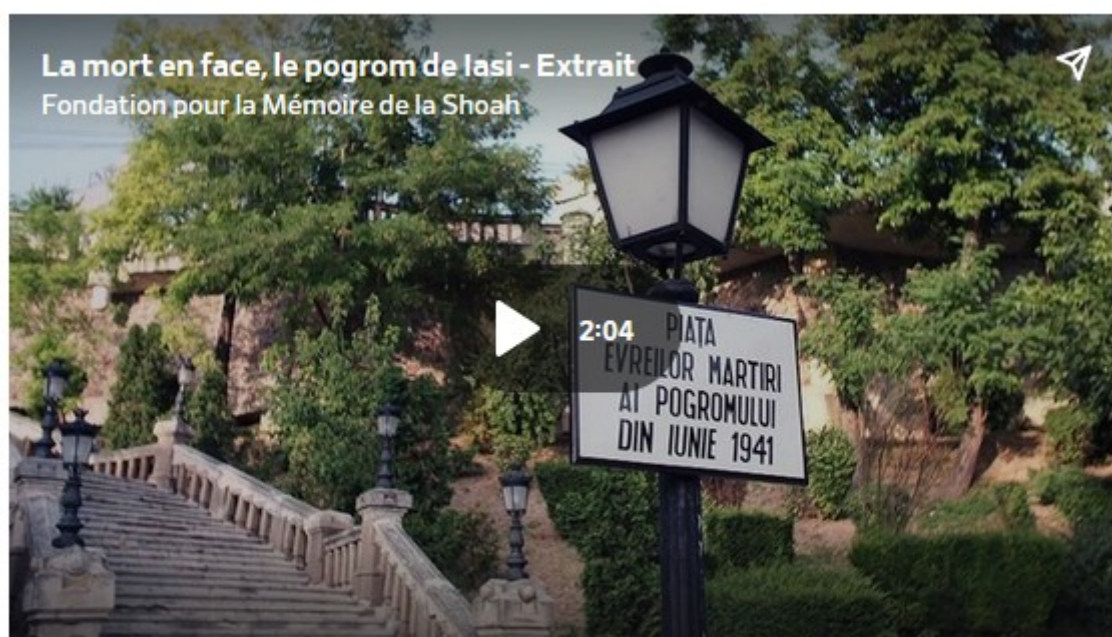 La mort en face, le pogrom de Iasi - Extrait
Fondation pour la Mémoire de la Shoah
2:04
PIAȚA
EVREILOR MARTIRI
AI POGROMULUI
DIN IUNIE 1941